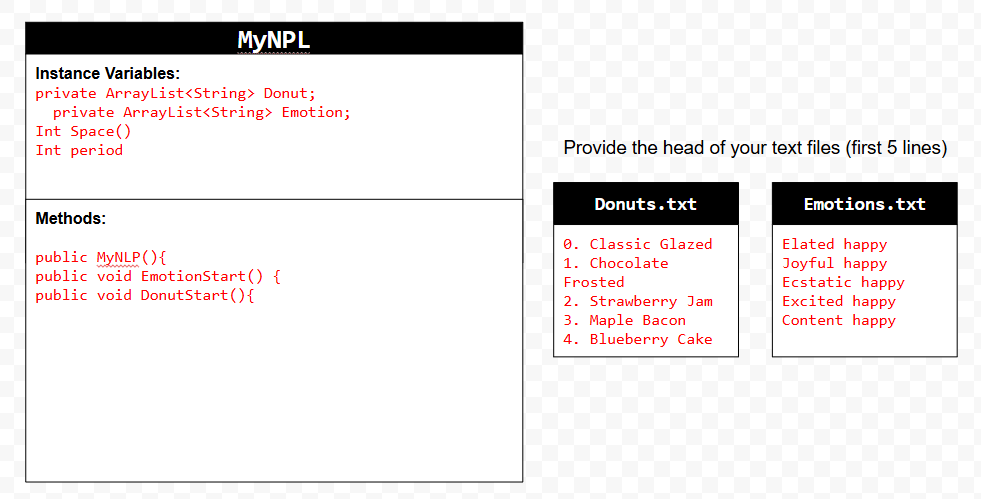 MyNPL
Instance Variables:
private ArrayList<String> Donut;
private ArrayList<String> Emotion;
Int Space()
Int period
Methods:
public MyNLP(){
public void EmotionStart() {
public void DonutStart(){
Provide the head of your text files (first 5 lines)
Donuts.txt
0. Classic Glazed
1. Chocolate
Frosted
2. Strawberry Jam
3. Maple Bacon
4. Blueberry Cake
Emotions.txt
Elated happy
Joyful happy
Ecstatic happy
Excited happy
Content happy